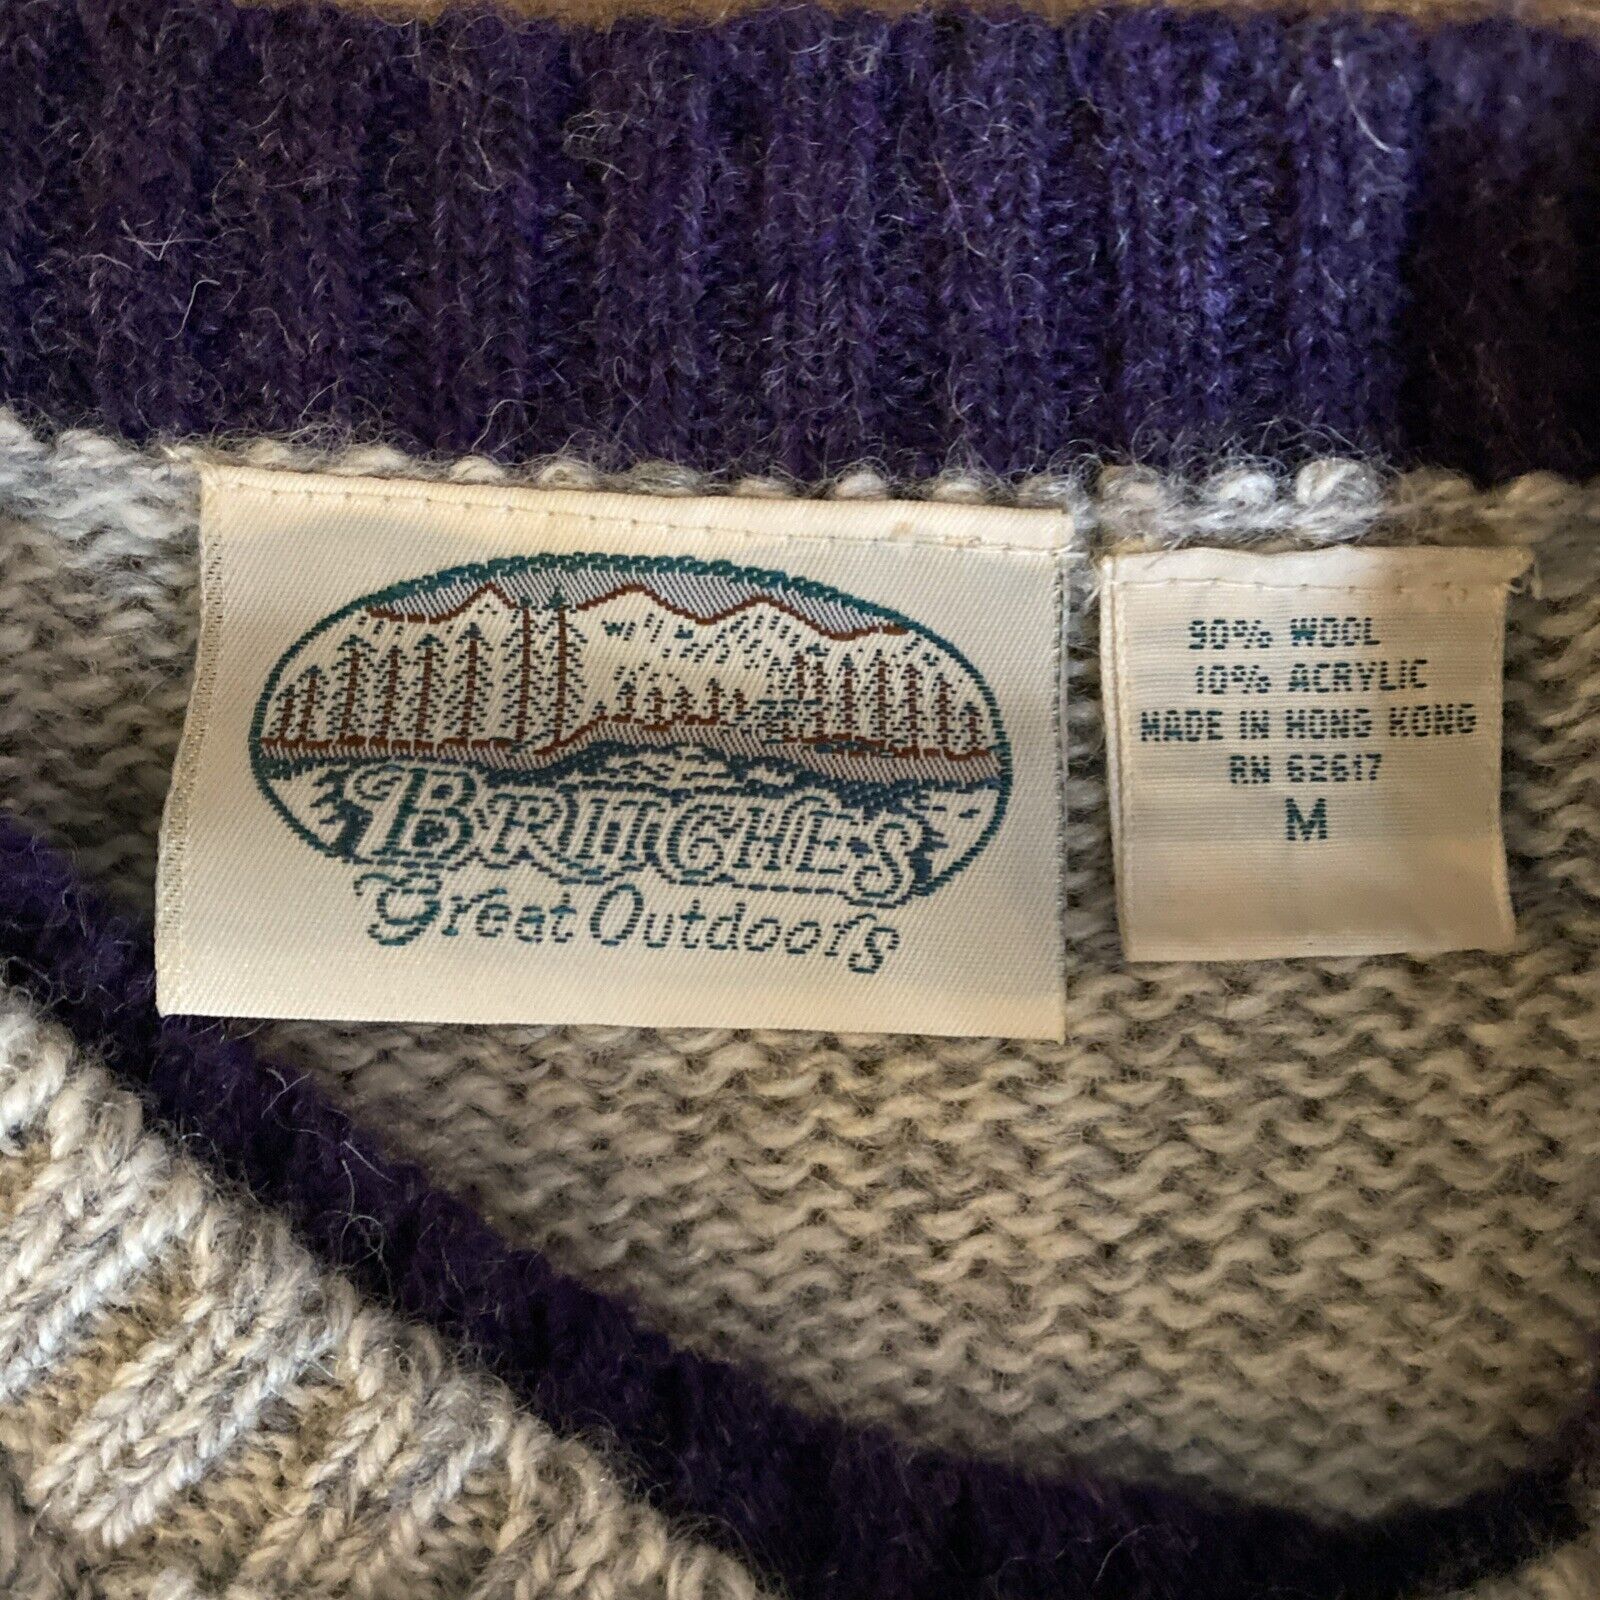 BRITCHES
Great Outdoors
90% WOOL
10% ACRYLIC
MADE IN HONG KONG
RN 62617
M